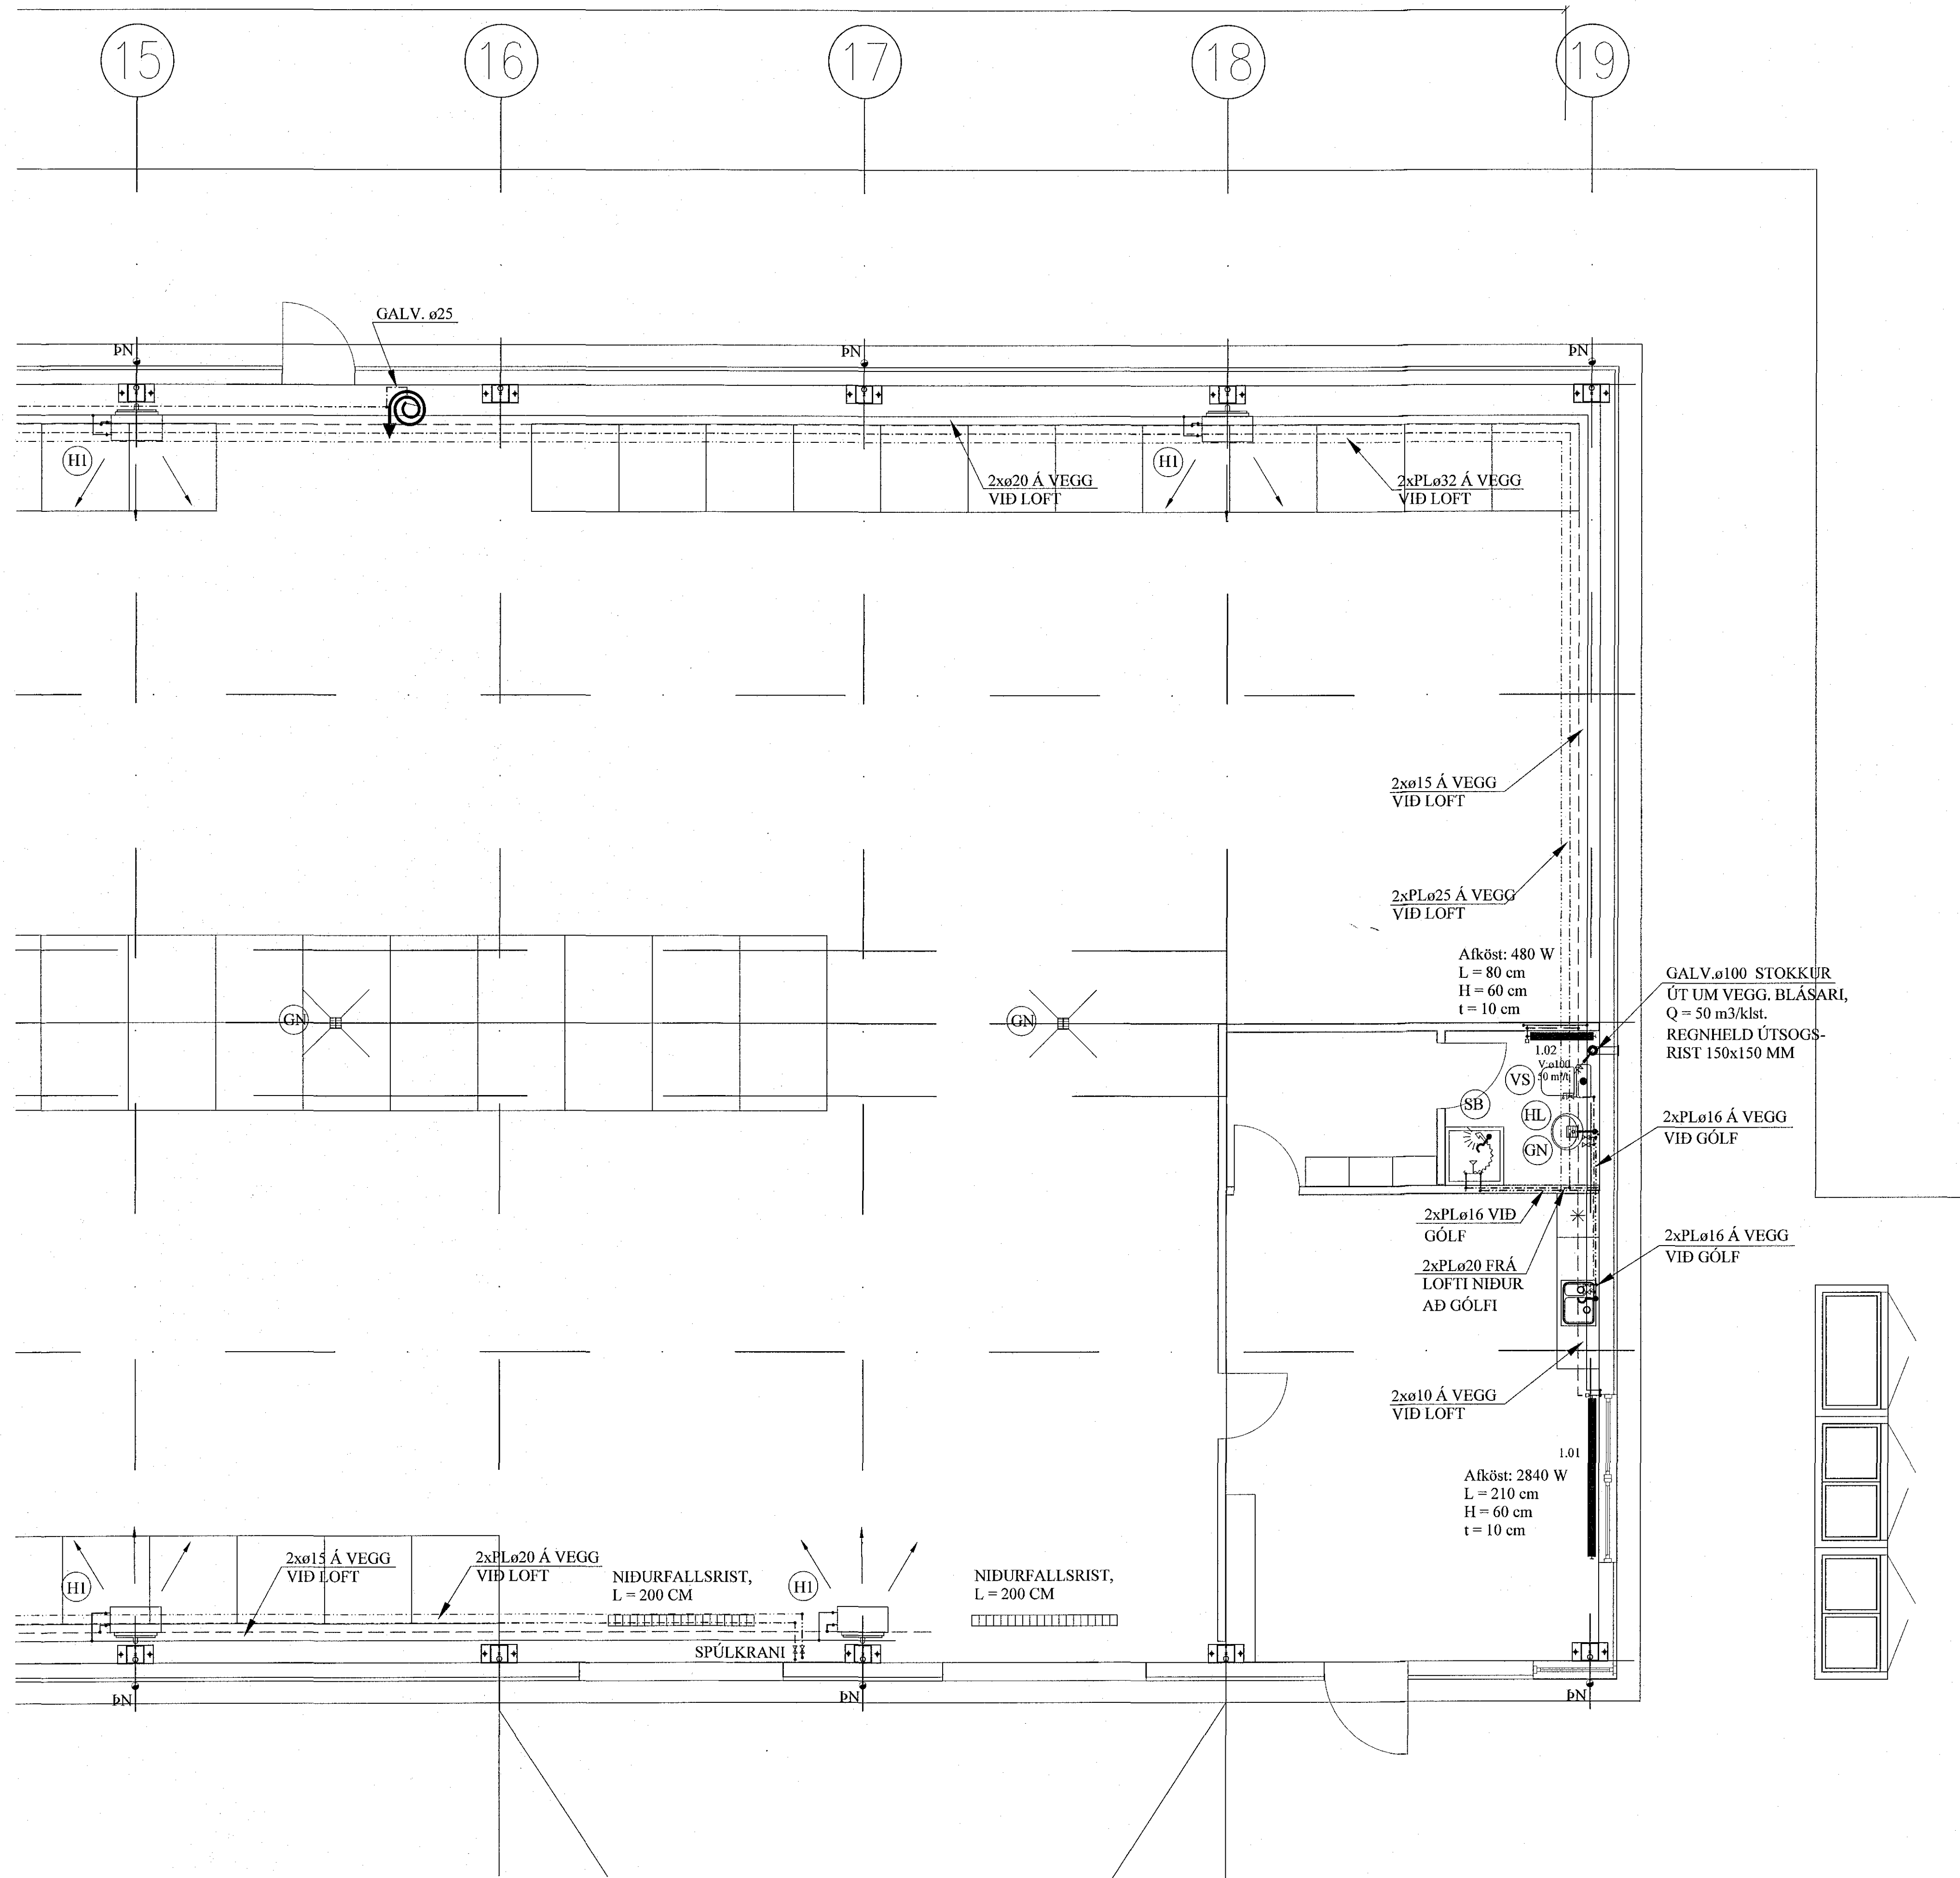 15
16
17
18
19
GALV. ø25
ÞN
ÞN
ÞN
H1
H1
2xø20 Á VEGG
VIÐ LOFT
2xPLø32 Á VEGG
VIÐ LOFT
2xø15 Á VEGG
VIÐ LOFT
2xPLø25 Á VEGG
VIÐ LOFT
Afköst: 480 W
L = 80 cm
H = 60 cm
t = 10 cm
GALV.ø100 STOKKUR
ÚT UM VEGG. BLÁSARI,
Q = 50 m3/klst.
REGNHELD ÚTSOGS-
RIST 150x150 MM
GN
GN
1.02
V-ø100
50 m³/t
VS
SB
HL
GN
2xPLø16 Á VEGG
VIÐ GÓLF
2xPLø16 VIÐ
GÓLF
2xPLø20 FRÁ
LOFTI NIÐUR
AÐ GÓLFI
2xPLø16 Á VEGG
VIÐ GÓLF
2xø10 Á VEGG
VIÐ LOFT
1.01
Afköst: 2840 W
L = 210 cm
H = 60 cm
t = 10 cm
2xø15 Á VEGG
VIÐ LOFT
2xPLø20 Á VEGG
VIÐ LOFT
NIÐURFALLSRIST,
L = 200 CM
NIÐURFALLSRIST,
L = 200 CM
H1
H1
SPÚLKRANI
ÞN
ÞN
ÞN